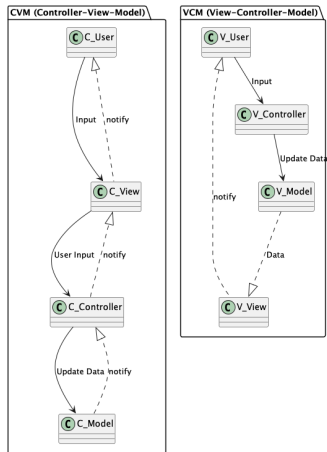 CVM (Controller-View-Model)
C C_User
Input
notify
C C_View
User Input
notify
C C_Controller
Update Data
notify
C C_Model
VCM (View-Controller-Model)
C V_User
Input
C V_Controller
Update Data
C V_Model
notify
Data
C V_View